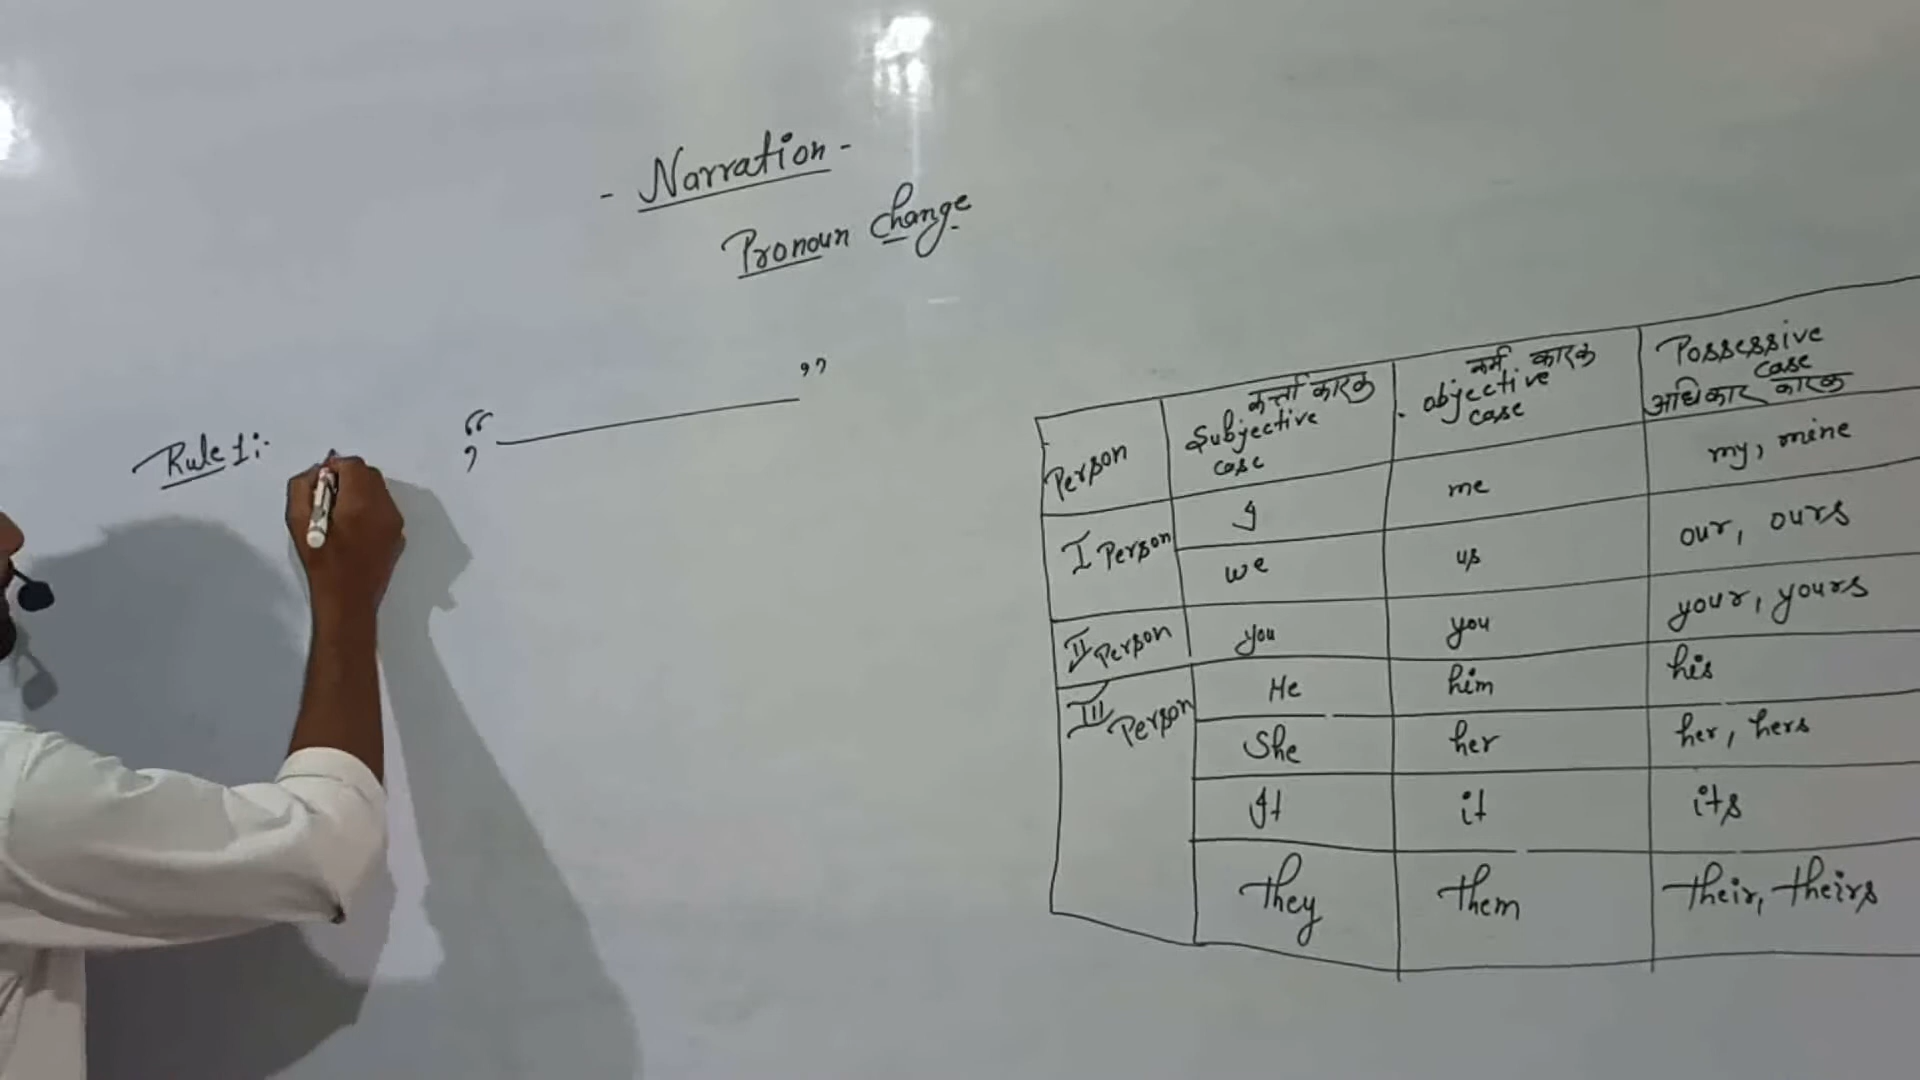 - Narration -
Pronoun Change
Rule 1:-
, “ ”
Person
कर्त्ता कारक
Subjective
case
कर्म कारक
objective
case
Possessive
case
अधिकार कारक
I Person
I
me
my, mine
we
us
our, ours
II Person
you
you
your, yours
III Person
He
him
his
She
her
her, hers
It
it
its
They
them
their, theirs